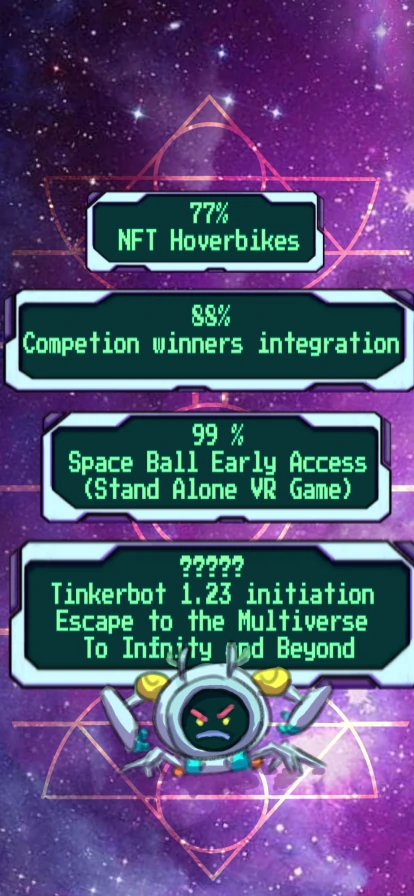 77%
NFT Hoverbikes
88%
Competion winners integration
99 %
Space Ball Early Access
(Stand Alone VR Game)
?????
Tinkerbot 1.23 initiation
Escape to the Multiverse
To Infnity and Beyond